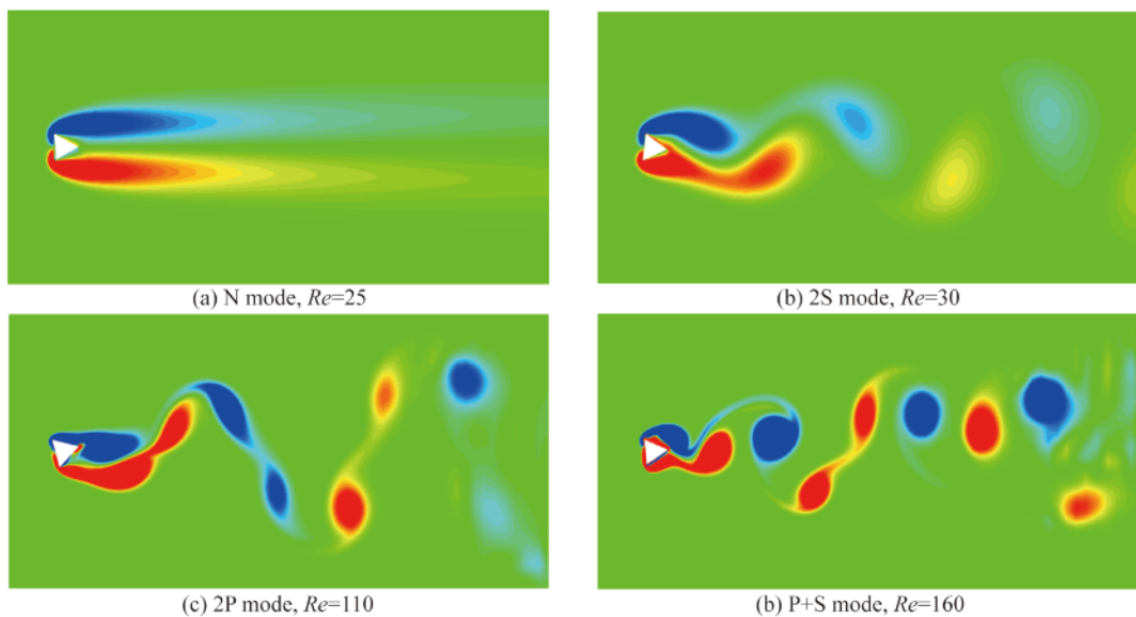 (a) N mode, Re=25
(b) 2S mode, Re=30
(c) 2P mode, Re=110
(b) P+S mode, Re=160